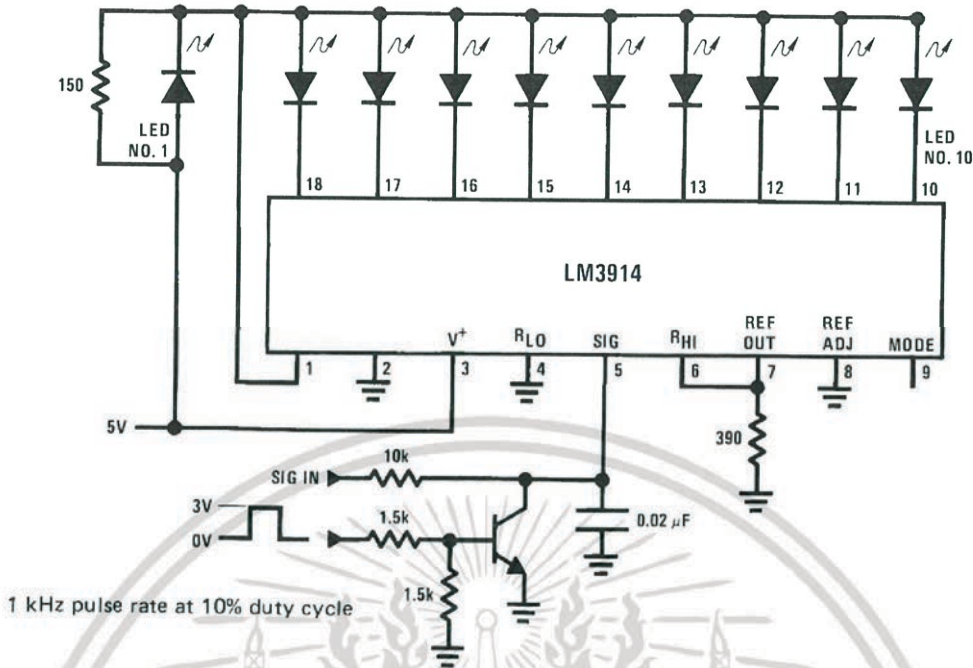 150
LED
NO. 1
LED
NO. 10
18
17
16
15
14
13
12
11
10
LM3914
V+
RLO
SIG
RHI
REF
OUT
REF
ADJ
MODE
1
2
3
4
5
6
7
8
9
5V
390
SIG IN
10k
3V
0V
1.5k
0.02 μF
1.5k
1 kHz pulse rate at 10% duty cycle